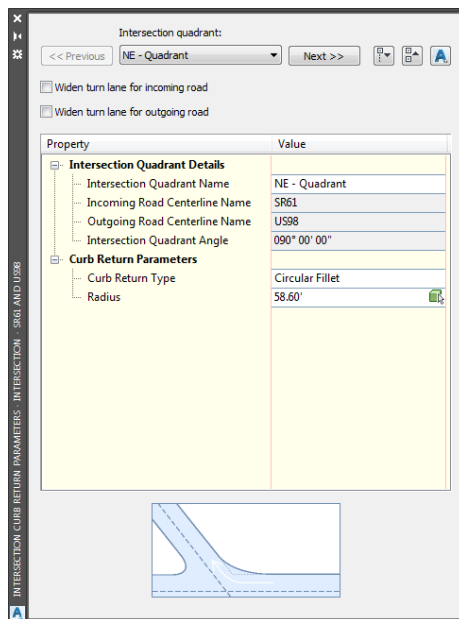 Intersection quadrant:
<< Previous NE - Quadrant Next >>
Widen turn lane for incoming road
Widen turn lane for outgoing road
Property Value
Intersection Quadrant Details
Intersection Quadrant Name NE - Quadrant
Incoming Road Centerline Name SR61
Outgoing Road Centerline Name US98
Intersection Quadrant Angle 090° 00' 00"
Curb Return Parameters
Curb Return Type Circular Fillet
Radius 58.60'
INTERSECTION CURB RETURN PARAMETERS - INTERSECTION - SR61 AND US98